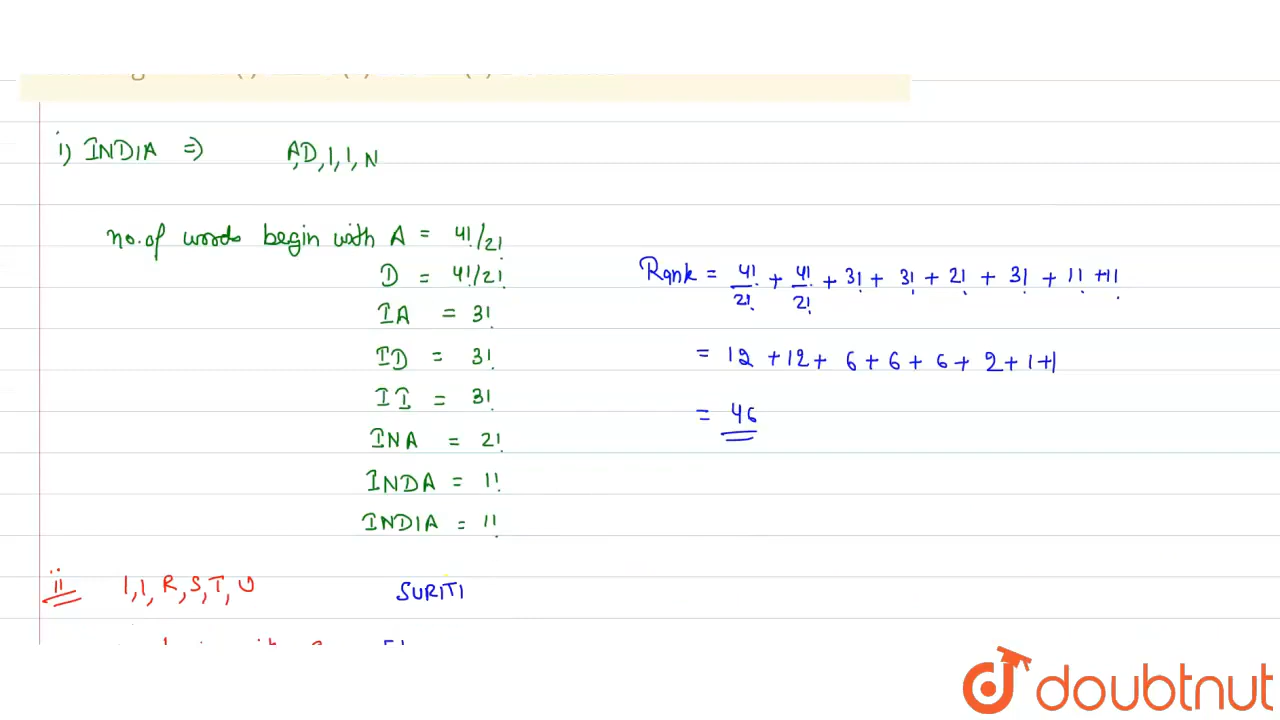 i) INDIA ⇒ A,D,I,I,N
no. of words begin with A = 4!/2!
D = 4!/2!
IA = 3!
ID = 3!
II = 3!
INA = 2!
INDA = 1!
INDIA = 1!
Rank = 4!/2! + 4!/2! + 3! + 3! + 2! + 3! + 1! + 1!
= 12 + 12 + 6 + 6 + 6 + 2 + 1 + 1
= 46
ii I,I,R,S,T,U SURITI
doubtnut